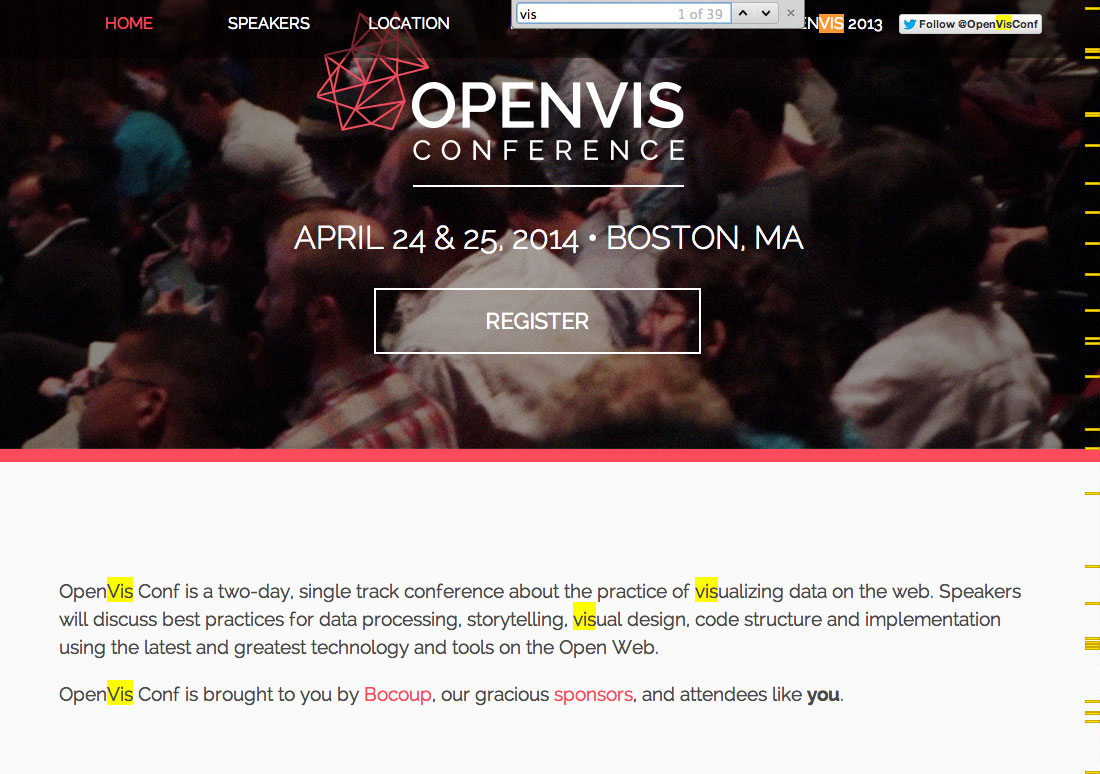 HOME SPEAKERS LOCATION
vis 1 of 39
ENVIS 2013
Follow @OpenVisConf
OPENVIS
CONFERENCE
APRIL 24 & 25, 2014 • BOSTON, MA
REGISTER
OpenVis Conf is a two-day, single track conference about the practice of visualizing data on the web. Speakers
will discuss best practices for data processing, storytelling, visual design, code structure and implementation
using the latest and greatest technology and tools on the Open Web.
OpenVis Conf is brought to you by Bocoup, our gracious sponsors, and attendees like you.